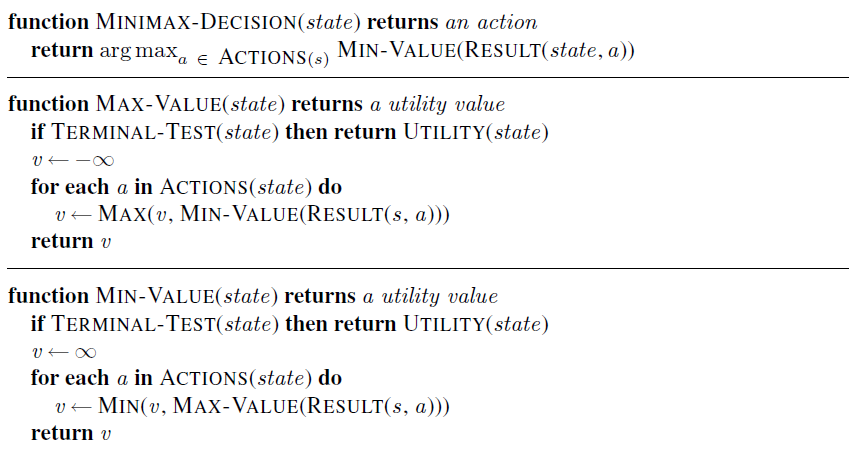 function MINIMAX-DECISION(state) returns an action
return arg max a ∈ ACTIONS(s) MIN-VALUE(RESULT(state, a))
function MAX-VALUE(state) returns a utility value
if TERMINAL-TEST(state) then return UTILITY(state)
v ← −∞
for each a in ACTIONS(state) do
v ← MAX(v, MIN-VALUE(RESULT(s, a)))
return v
function MIN-VALUE(state) returns a utility value
if TERMINAL-TEST(state) then return UTILITY(state)
v ← ∞
for each a in ACTIONS(state) do
v ← MIN(v, MAX-VALUE(RESULT(s, a)))
return v